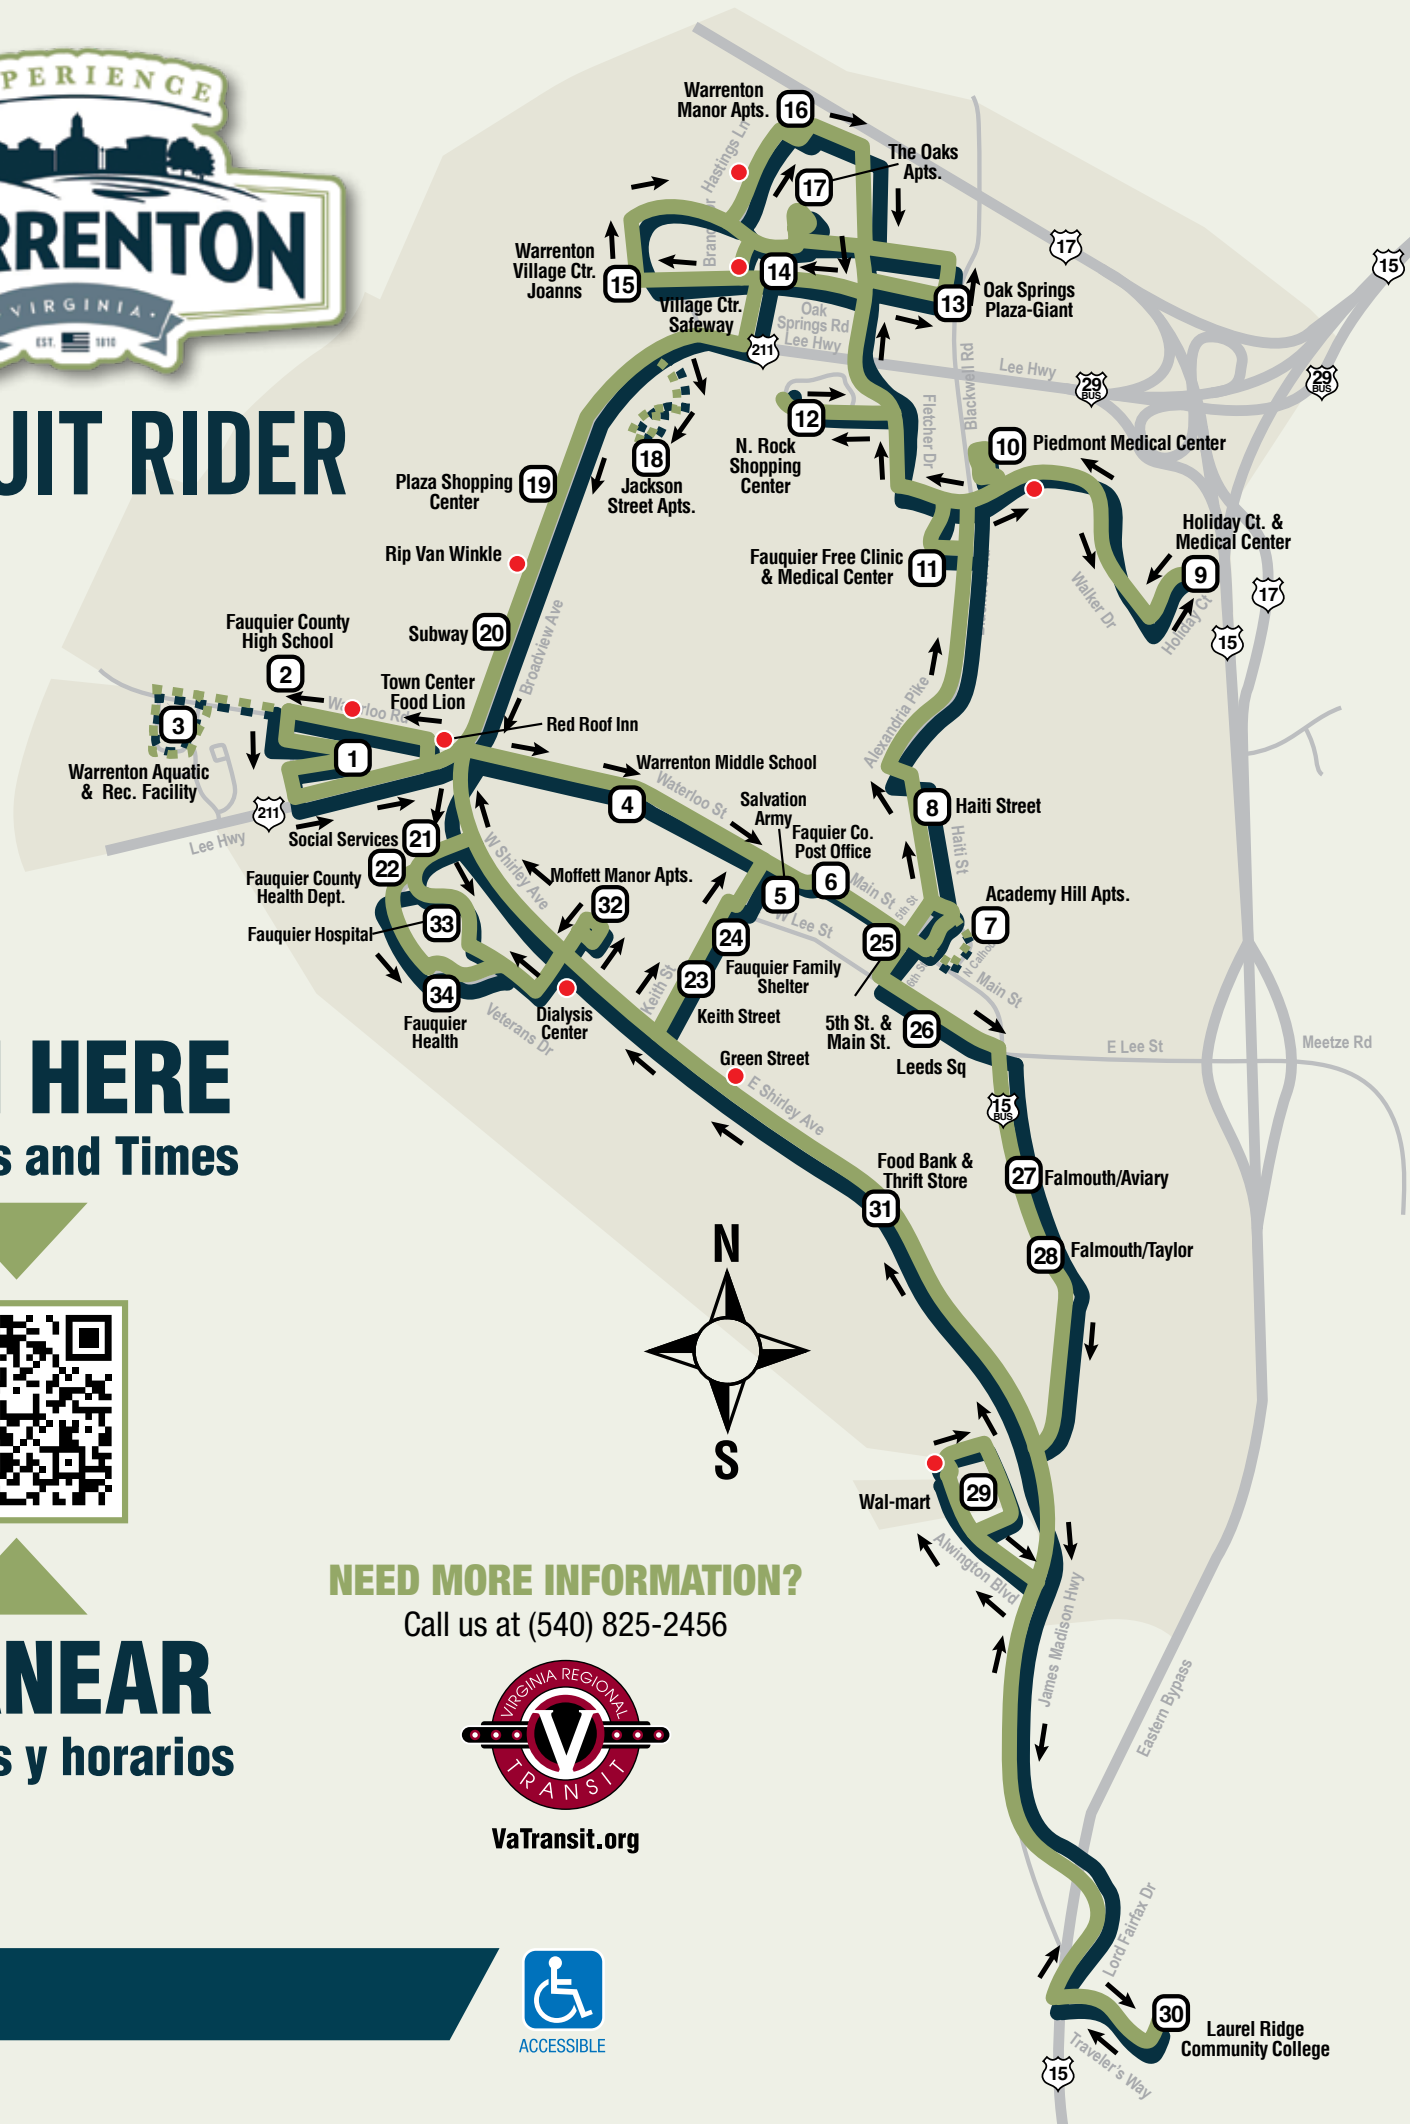 PERIENCE
RRENTON
VIRGINIA
EST. 1810
UIT RIDER
HERE
s and Times
NEAR
s y horarios
Warrenton
Manor Apts.
16
Hastings Ln
The Oaks
Apts.
17
17
15
Warrenton
Village Ctr.
Joanns
15
14
Village Ctr.
Safeway
13
Oak Springs
Plaza-Giant
Oak
Springs Rd
Lee Hwy
211
Lee Hwy
29
BUS
29
BUS
Blackwell Rd
Fletcher Dr
12
N. Rock
Shopping
Center
10
Piedmont Medical Center
18
Jackson
Street Apts.
Plaza Shopping
Center
19
Rip Van Winkle
Holiday Ct. &
Medical Center
9
Fauquier Free Clinic
& Medical Center
11
Walker Dr
Holiday Ct
17
15
Subway
20
Broadview Ave
Fauquier County
High School
2
Town Center
Food Lion
Waterloo Rd
Red Roof Inn
3
1
Warrenton Aquatic
& Rec. Facility
211
Lee Hwy
Alexandria Pike
Warrenton Middle School
4
Waterloo St
Salvation
Army
Faquier Co.
Post Office
5
6
Main St
8
Haiti Street
Haiti St
Social Services
21
22
Fauquier County
Health Dept.
W Shirley Ave
Moffett Manor Apts.
32
33
Fauquier Hospital
34
Fauquier
Health
Veterans Dr
Dialysis
Center
Academy Hill Apts.
7
5th St
W Lee St
25
24
Fauquier Family
Shelter
23
Keith St
Keith Street
6th St
Main St
5th St. &
Main St.
26
Leeds Sq
E Lee St
Meetze Rd
Green Street
E Shirley Ave
15
BUS
Food Bank &
Thrift Store
31
27
Falmouth/Aviary
28
Falmouth/Taylor
N
S
29
Wal-mart
Alwington Blvd
James Madison Hwy
Eastern Bypass
NEED MORE INFORMATION?
Call us at (540) 825-2456
VIRGINIA REGIONAL
V
TRANSIT
VaTransit.org
Lord Fairfax Dr
ACCESSIBLE
30
Laurel Ridge
Community College
Traveler's Way
15